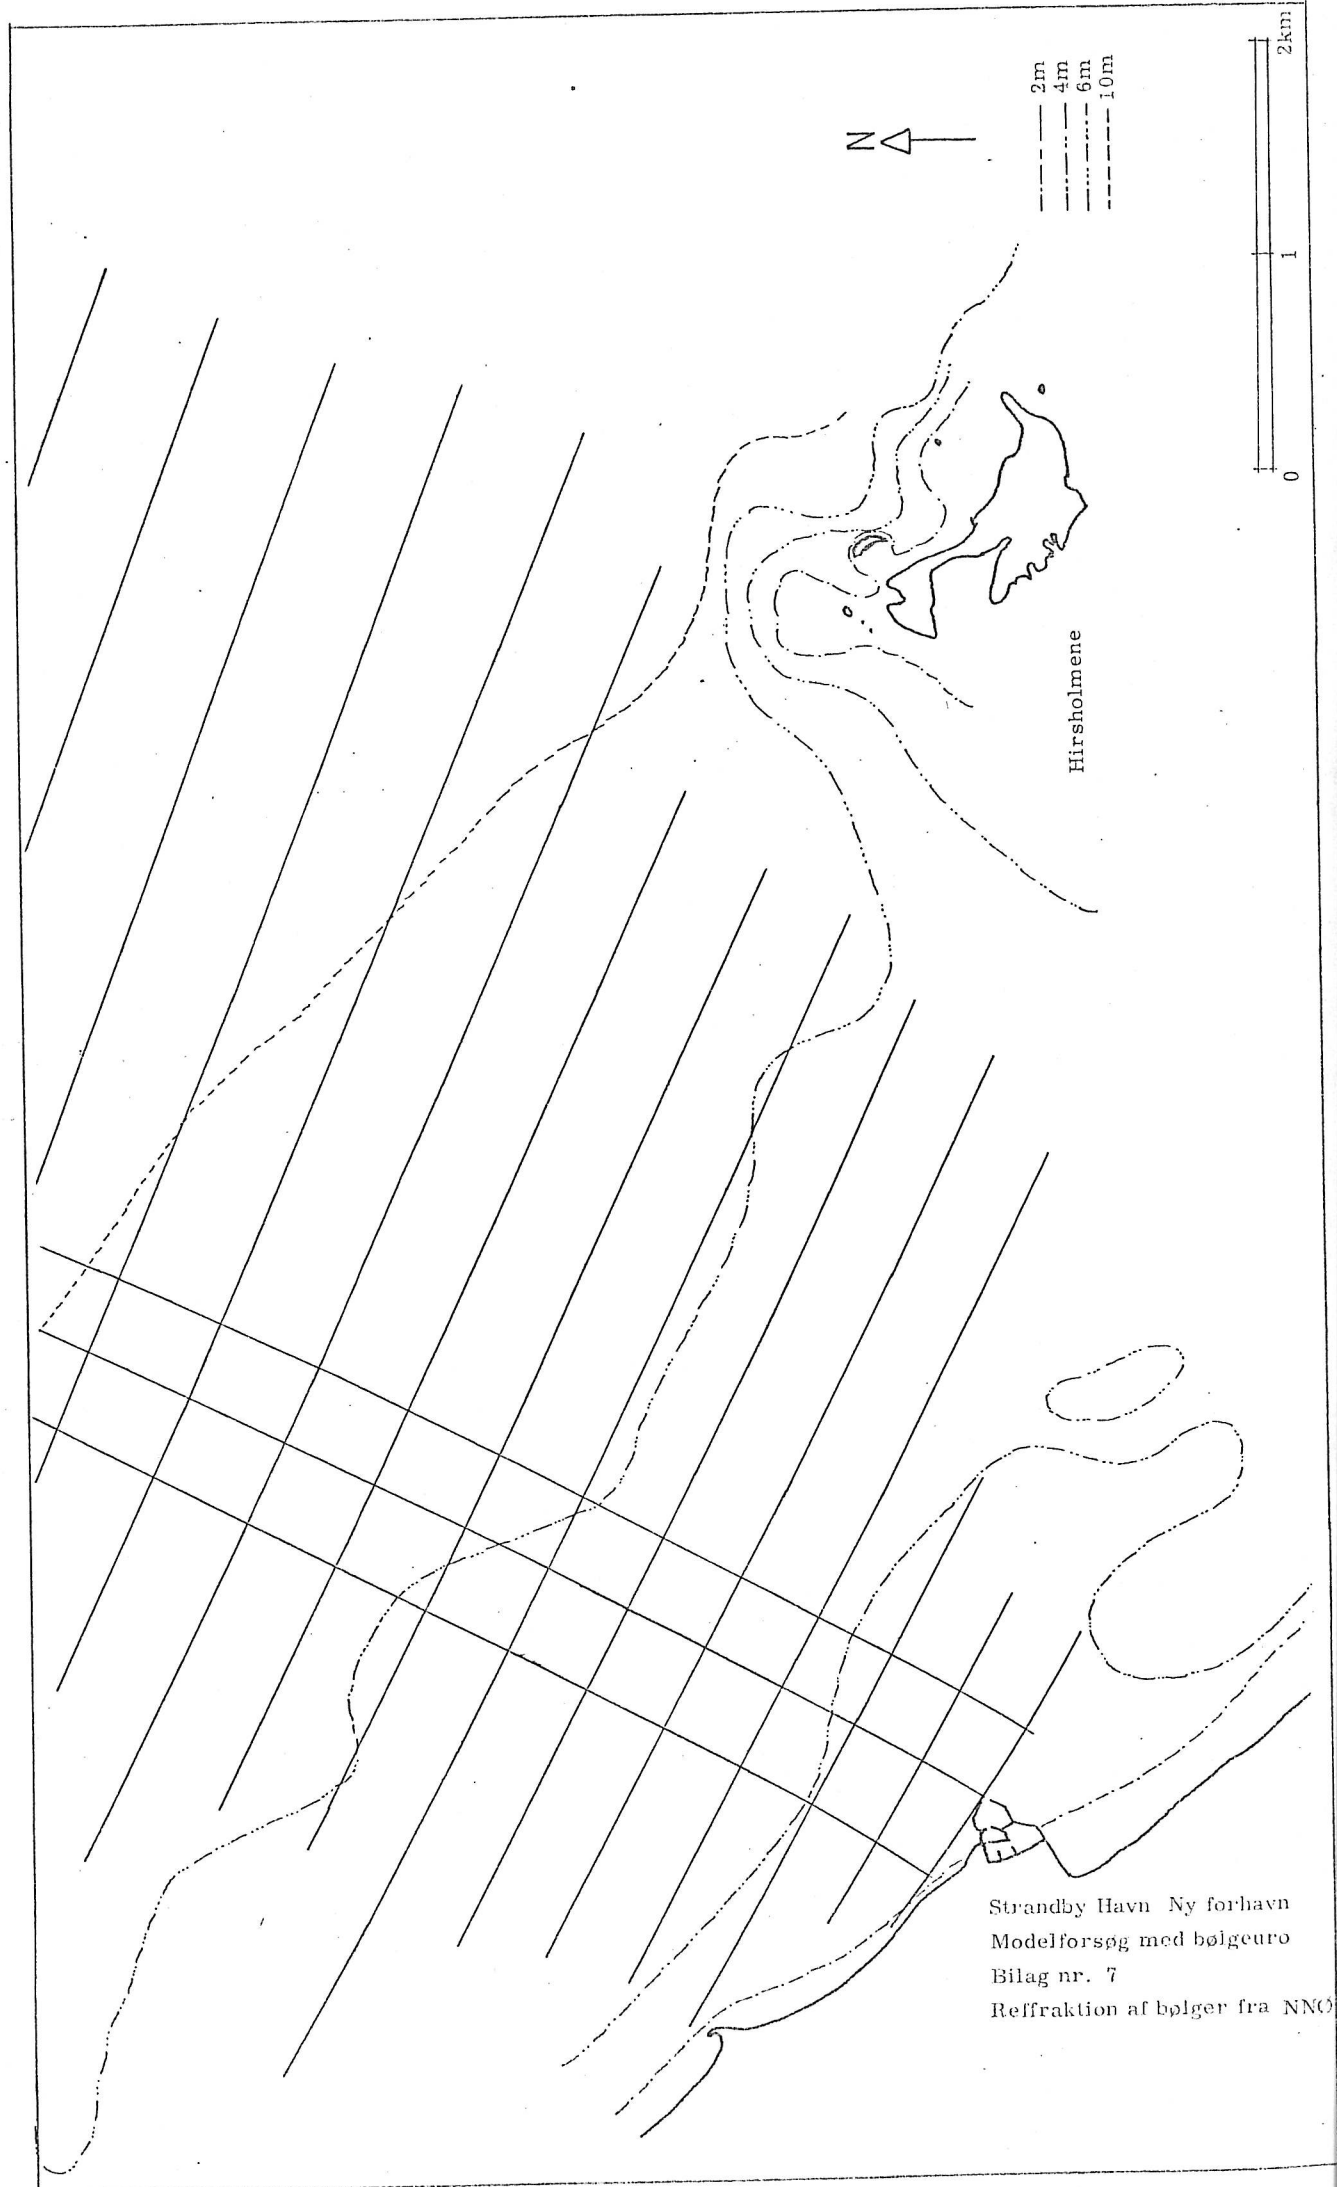 2km
1
0
N
2m
4m
6m
10m
Hirsholmene
Strandby Havn Ny forhavn
Modelforsøg med bølgeuro
Bilag nr. 7
Reffraktion af bølger fra NNØ